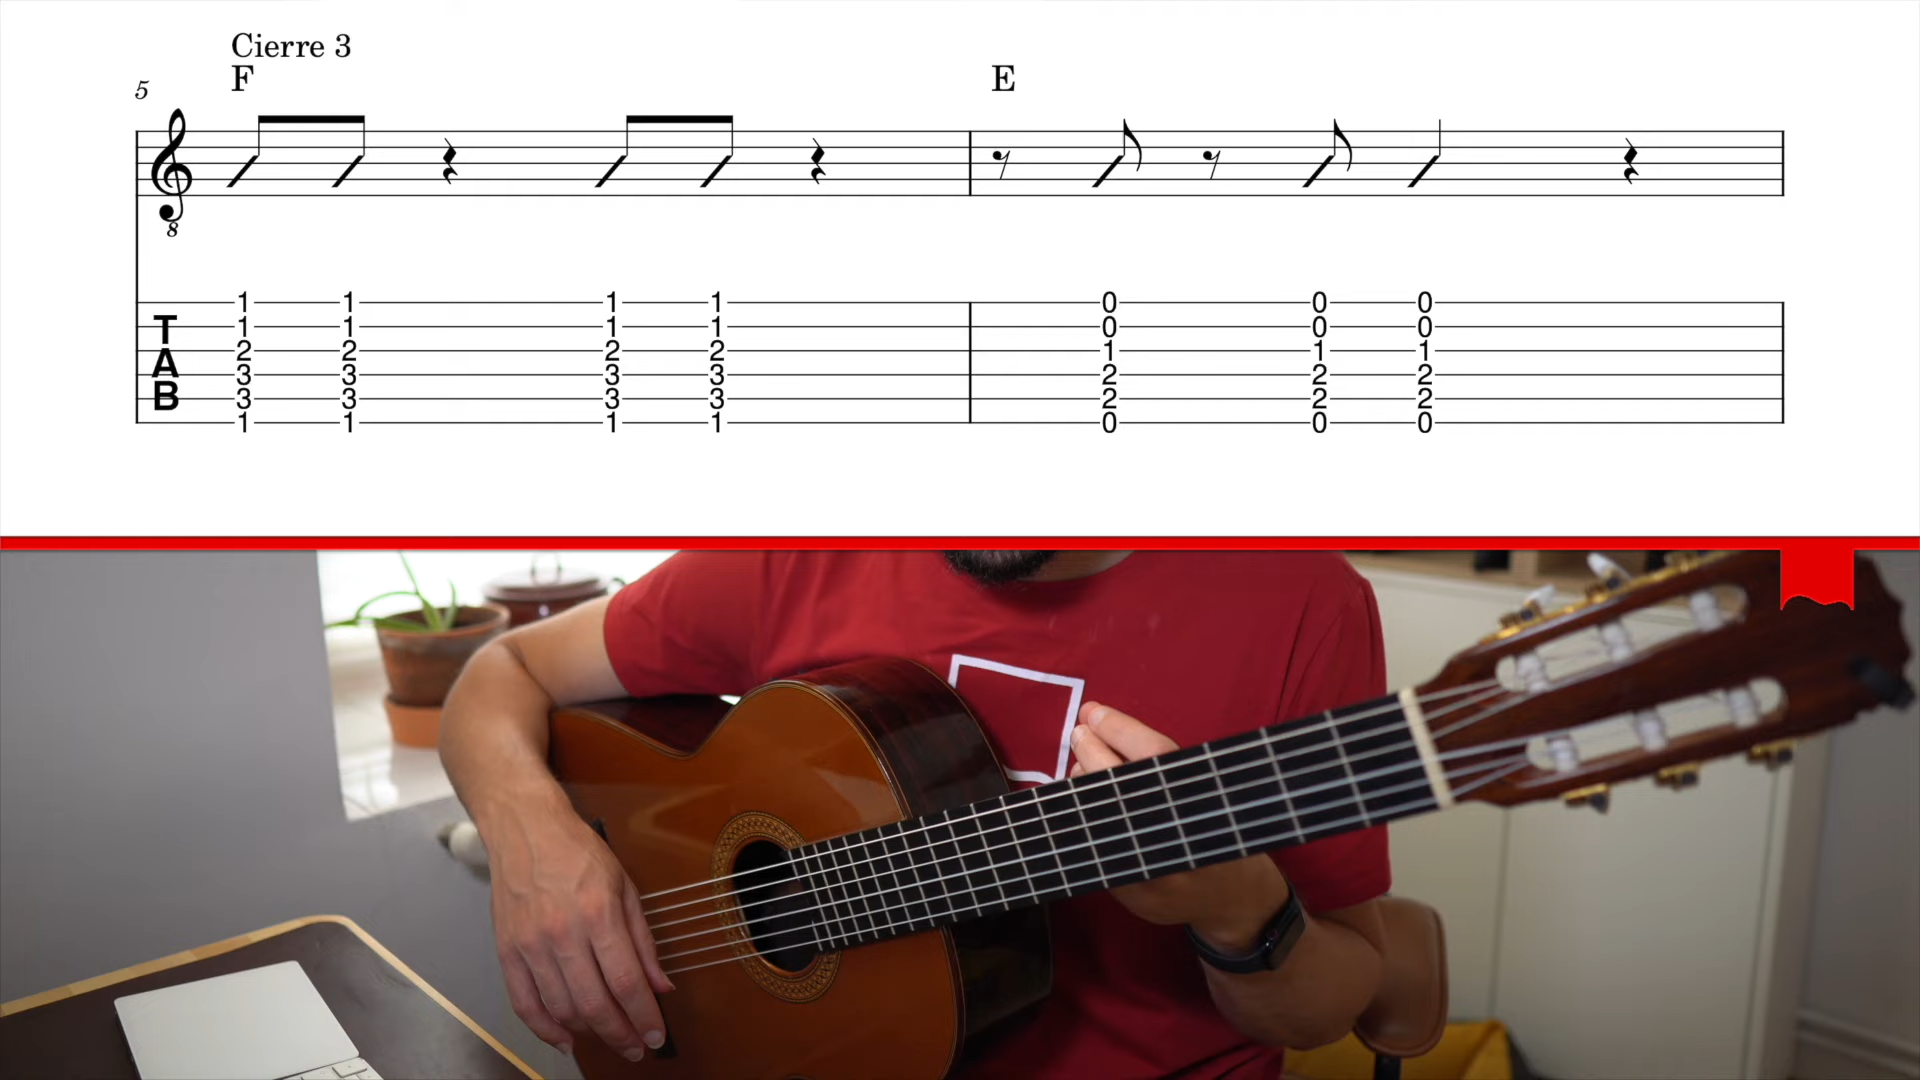 Cierre 3
F E
5
8
1 1 1 1 0 0 0
T 1 1 1 1 0 0 0
A 2 2 2 2 1 1 1
3 3 3 3 2 2 2
B 3 3 3 3 2 2 2
1 1 1 1 0 0 0